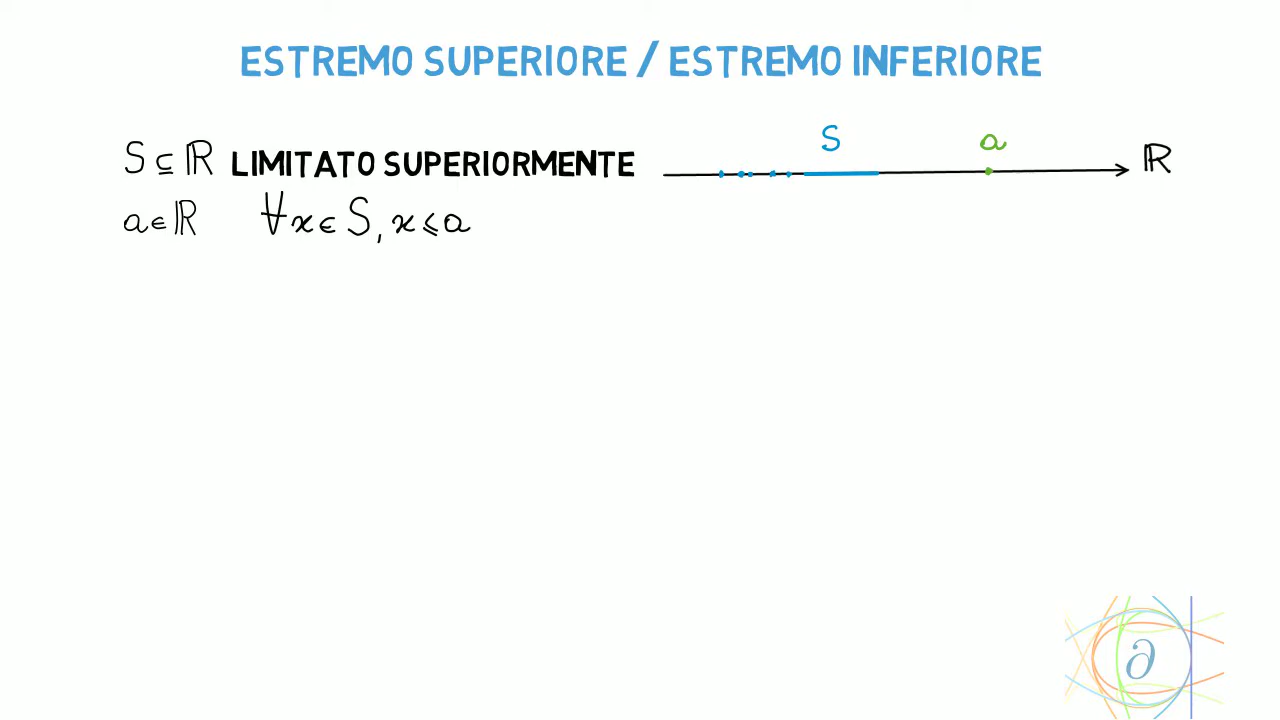 ESTREMO SUPERIORE / ESTREMO INFERIORE
S ⊆ ℝ LIMITATO SUPERIORMENTE
S a ℝ
a ∈ ℝ ∀x ∈ S, x ⩽ a
∂